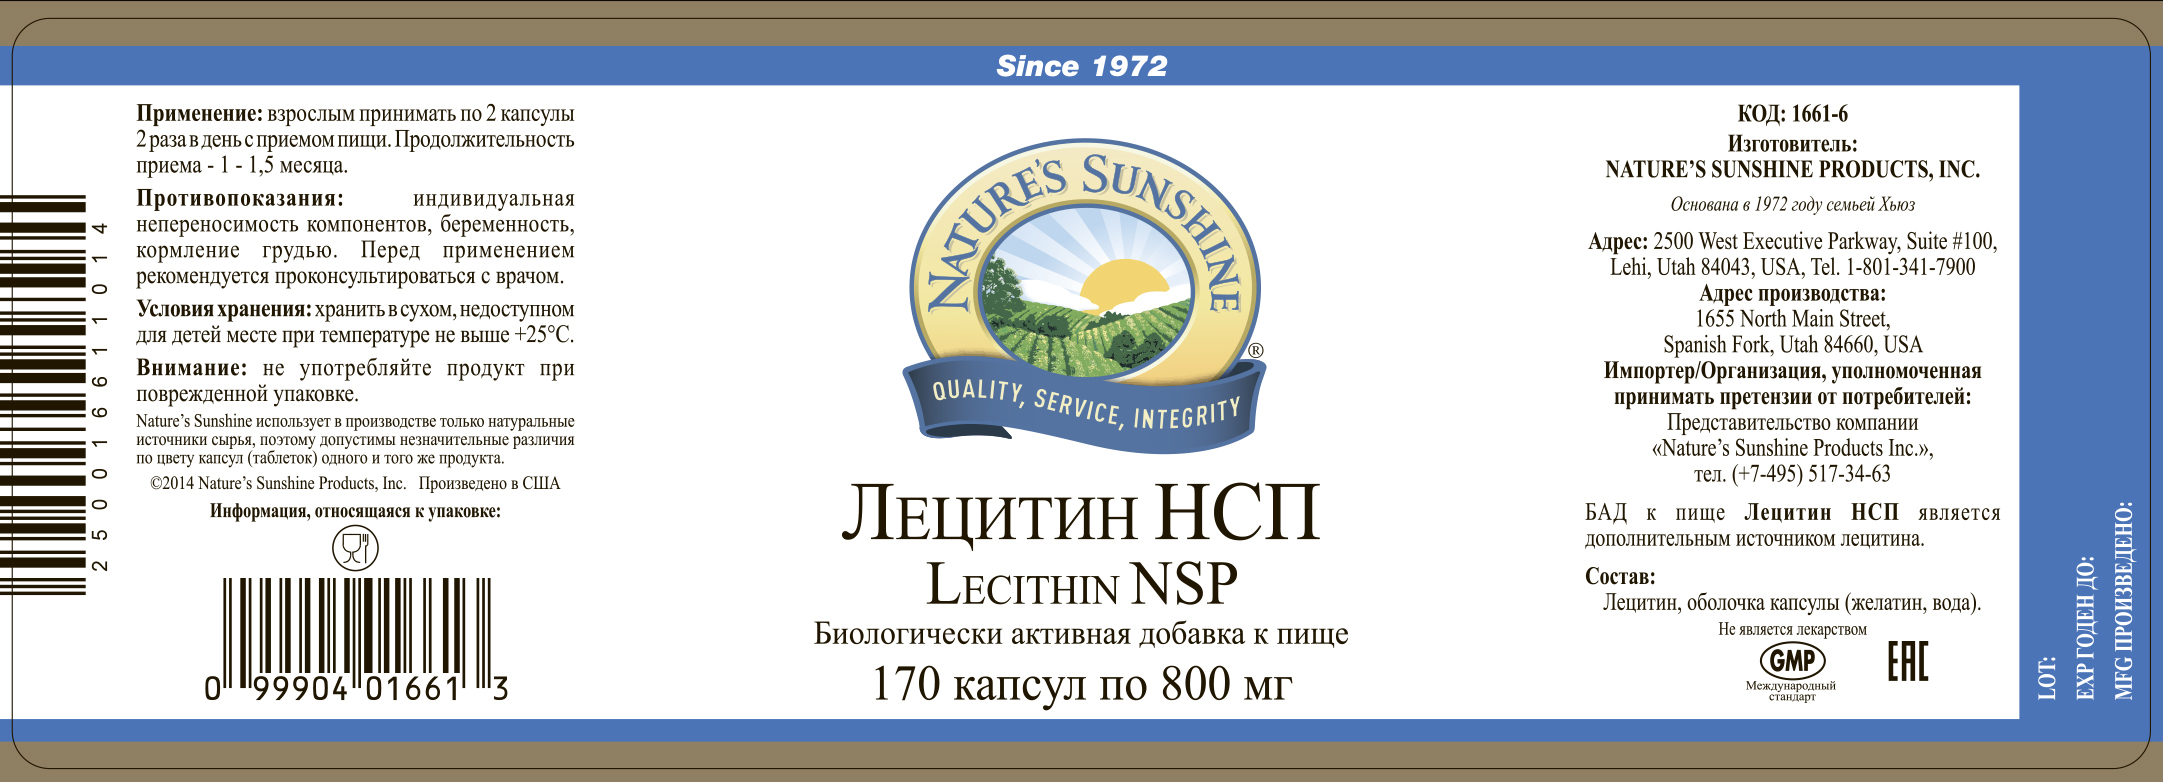 Since 1972
Применение: взрослым принимать по 2 капсулы
2 раза в день с приемом пищи. Продолжительность
приема - 1 - 1,5 месяца.
Противопоказания: индивидуальная
непереносимость компонентов, беременность,
кормление грудью. Перед применением
рекомендуется проконсультироваться с врачом.
Условия хранения: хранить в сухом, недоступном
для детей месте при температуре не выше +25°С.
Внимание: не употребляйте продукт при
поврежденной упаковке.
Nature's Sunshine использует в производстве только натуральные
источники сырья, поэтому допустимы незначительные различия
по цвету капсул (таблеток) одного и того же продукта.
©2014 Nature's Sunshine Products, Inc. Произведено в США
Информация, относящаяся к упаковке:
0 99904 01661 3
250016611014
NATURE'S SUNSHINE
®
QUALITY, SERVICE, INTEGRITY
ЛЕЦИТИН НСП
LECITHIN NSP
Биологически активная добавка к пище
170 капсул по 800 мг
КОД: 1661-6
Изготовитель:
NATURE'S SUNSHINE PRODUCTS, INC.
Основана в 1972 году семьей Хьюз
Адрес: 2500 West Executive Parkway, Suite #100,
Lehi, Utah 84043, USA, Tel. 1-801-341-7900
Адрес производства:
1655 North Main Street,
Spanish Fork, Utah 84660, USA
Импортер/Организация, уполномоченная
принимать претензии от потребителей:
Представительство компании
«Nature's Sunshine Products Inc.»,
тел. (+7-495) 517-34-63
БАД к пище Лецитин НСП является
дополнительным источником лецитина.
Состав:
Лецитин, оболочка капсулы (желатин, вода).
Не является лекарством
GMP
Международный
стандарт
EAC
LOT:
EXP ГОДЕН ДО:
MFG ПРОИЗВЕДЕНО: